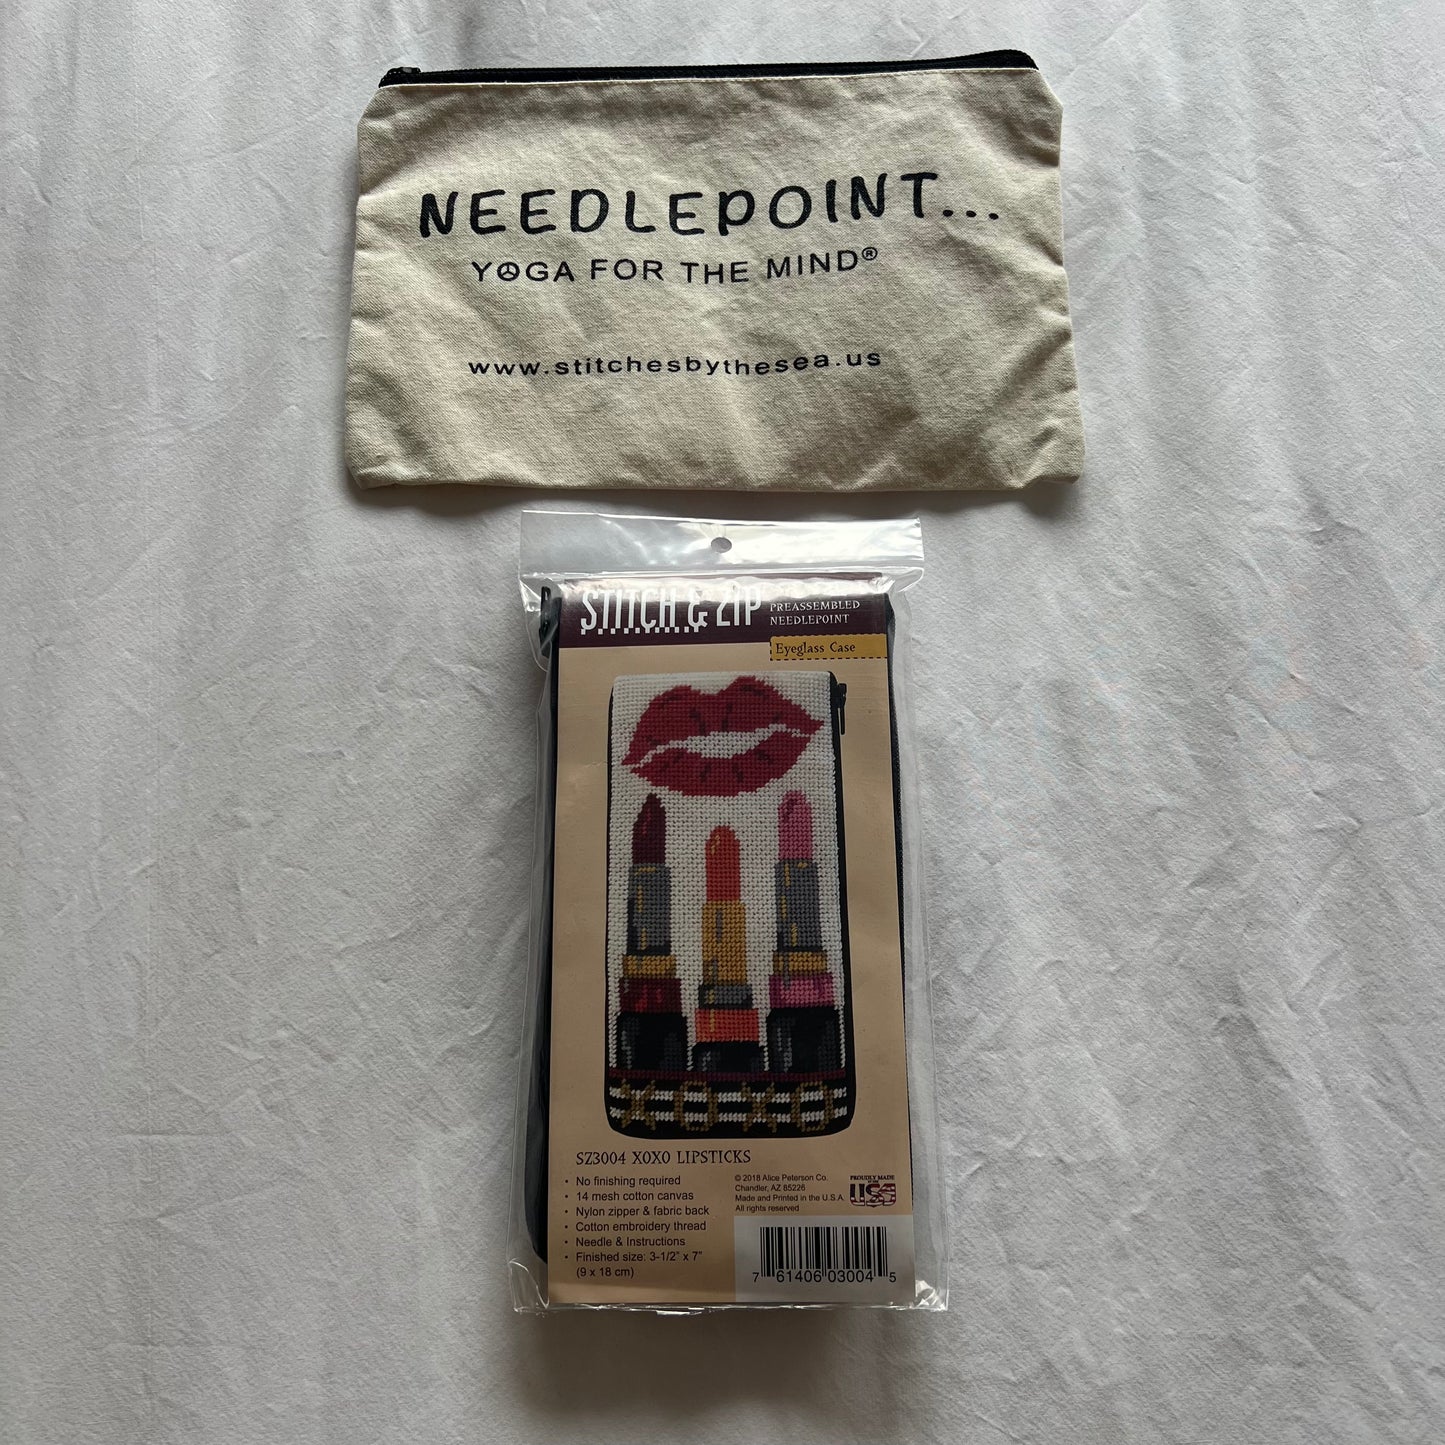 NEEDLEPOINT...
YOGA FOR THE MIND®
www.stitchesbythesea.us
STITCH & ZIP
PREASSEMBLED
NEEDLEPOINT
Eyeglass Case
XOXO
SZ3004 XOXO LIPSTICKS
• No finishing required
• 14 mesh cotton canvas
• Nylon zipper & fabric back
• Cotton embroidery thread
• Needle & Instructions
• Finished size: 3-1/2" x 7"
(9 x 18 cm)
© 2018 Alice Peterson Co.
Chandler, AZ 85226
Made and Printed in the U.S.A.
All rights reserved
PROUDLY MADE
IN THE
USA
7 61406 03004 5